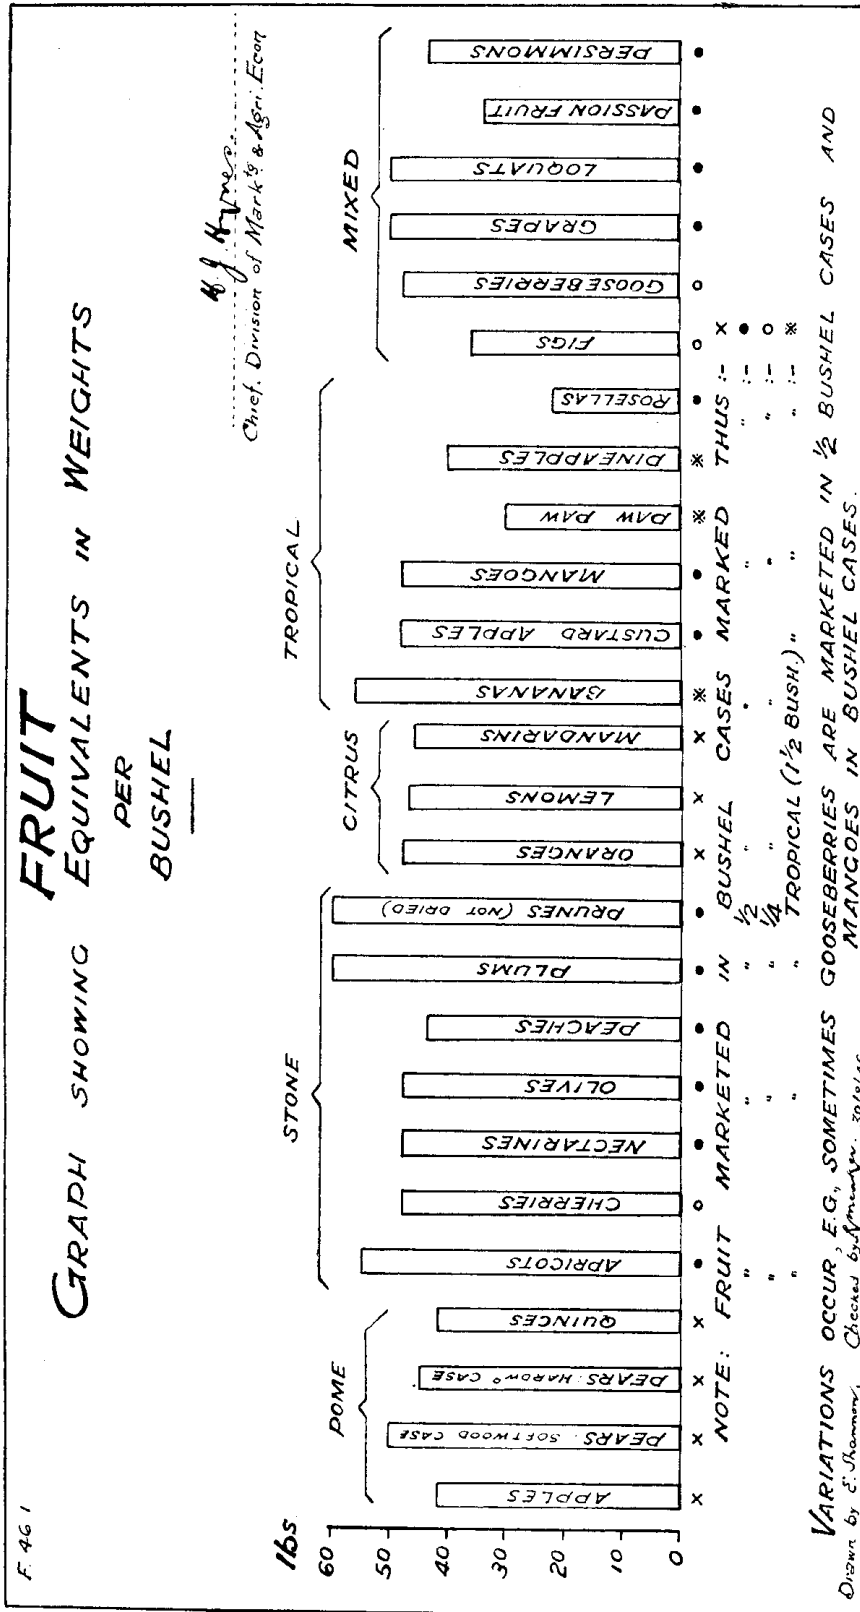 F. 46 1
FRUIT
GRAPH SHOWING EQUIVALENTS IN WEIGHTS
PER
BUSHEL
Chief, Division of Mark'g & Agri. Econ
lbs.
60
50
40
30
20
10
0
POME
STONE
CITRUS
TROPICAL
MIXED
APPLES
PEARS. SOFTWOOD CASE
PEARS. HARDWD CASE
QUINCES
APRICOTS
CHERRIES
NECTARINES
OLIVES
PEACHES
PLUMS
PRUNES (NOT DRIED)
ORANGES
LEMONS
MANDARINS
BANANAS
CUSTARD APPLES
MANGOES
PAW PAW
PINEAPPLES
ROSELLAS
FIGS
GOOSEBERRIES
GRAPES
LOQUATS
PASSION FRUIT
PERSIMMONS
x x x x ● o ● ● ● ● ● x x x ※ ● ● ※ ※ ● o o ● ● ● ●
NOTE: FRUIT MARKETED IN BUSHEL CASES MARKED THUS :- x
" " " 1/2 " " " " :- ●
" " " 1/4 " " " " :- o
" " " TROPICAL (1 1/2 BUSH.) " " " :- ※
VARIATIONS OCCUR, E.G., SOMETIMES GOOSEBERRIES ARE MARKETED IN 1/2 BUSHEL CASES AND
MANGOES IN BUSHEL CASES.
Drawn by E. Shannon. Checked by